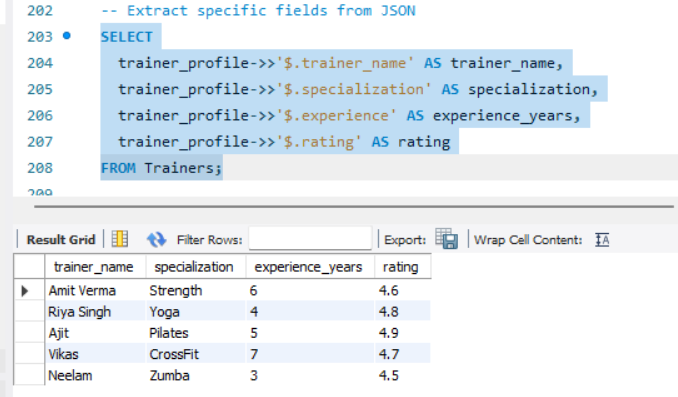 202 -- Extract specific fields from JSON
203 SELECT
204 trainer_profile->>'$.trainer_name' AS trainer_name,
205 trainer_profile->>'$.specialization' AS specialization,
206 trainer_profile->>'$.experience' AS experience_years,
207 trainer_profile->>'$.rating' AS rating
208 FROM Trainers;
209
Result Grid Filter Rows: Export: Wrap Cell Content: IA
trainer_name specialization experience_years rating
Amit Verma Strength 6 4.6
Riya Singh Yoga 4 4.8
Ajit Pilates 5 4.9
Vikas CrossFit 7 4.7
Neelam Zumba 3 4.5